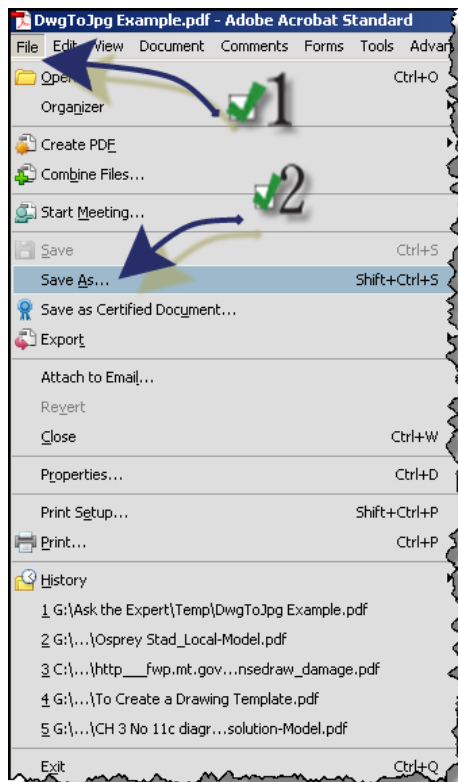 DwgToJpg Example.pdf - Adobe Acrobat Standard
File Edit View Document Comments Forms Tools
Open Ctrl+O
Organizer
1
Create PDF
Combine Files...
2
Start Meeting...
Save Ctrl+S
Save As... Shift+Ctrl+S
Save as Certified Document...
Export
Attach to Email...
Revert
Close Ctrl+W
Properties... Ctrl+D
Print Setup... Shift+Ctrl+P
Print... Ctrl+P
History
1 G:\Ask the Expert\Temp\DwgToJpg Example.pdf
2 G:\...\Osprey Stad_Local-Model.pdf
3 C:\...\http___fwp.mt.gov...nsedraw_damage.pdf
4 G:\...\To Create a Drawing Template.pdf
5 G:\...\CH 3 No 11c diagr...solution-Model.pdf
Exit Ctrl+Q